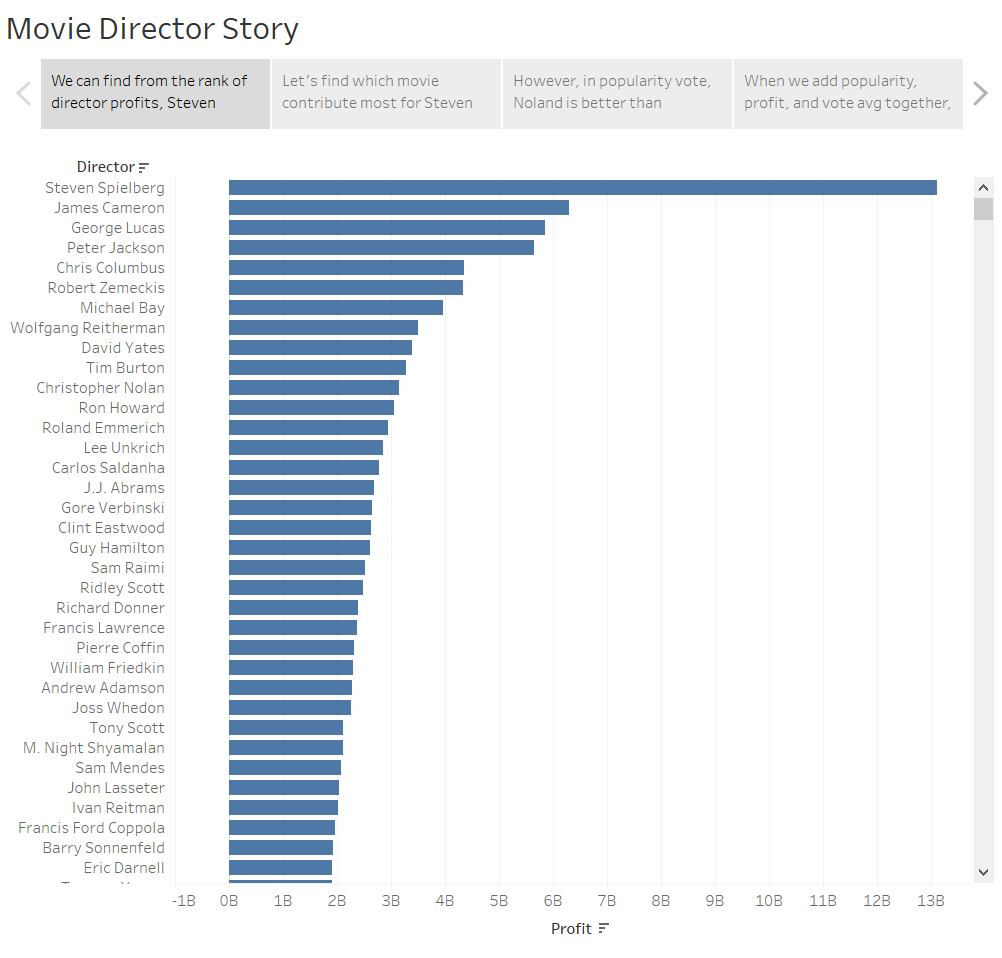 Movie Director Story
We can find from the rank of
director profits, Steven
Let's find which movie
contribute most for Steven
However, in popularity vote,
Noland is better than
When we add popularity,
profit, and vote avg together,
Director
Steven Spielberg
James Cameron
George Lucas
Peter Jackson
Chris Columbus
Robert Zemeckis
Michael Bay
Wolfgang Reitherman
David Yates
Tim Burton
Christopher Nolan
Ron Howard
Roland Emmerich
Lee Unkrich
Carlos Saldanha
J.J. Abrams
Gore Verbinski
Clint Eastwood
Guy Hamilton
Sam Raimi
Ridley Scott
Richard Donner
Francis Lawrence
Pierre Coffin
William Friedkin
Andrew Adamson
Joss Whedon
Tony Scott
M. Night Shyamalan
Sam Mendes
John Lasseter
Ivan Reitman
Francis Ford Coppola
Barry Sonnenfeld
Eric Darnell
-1B 0B 1B 2B 3B 4B 5B 6B 7B 8B 9B 10B 11B 12B 13B
Profit